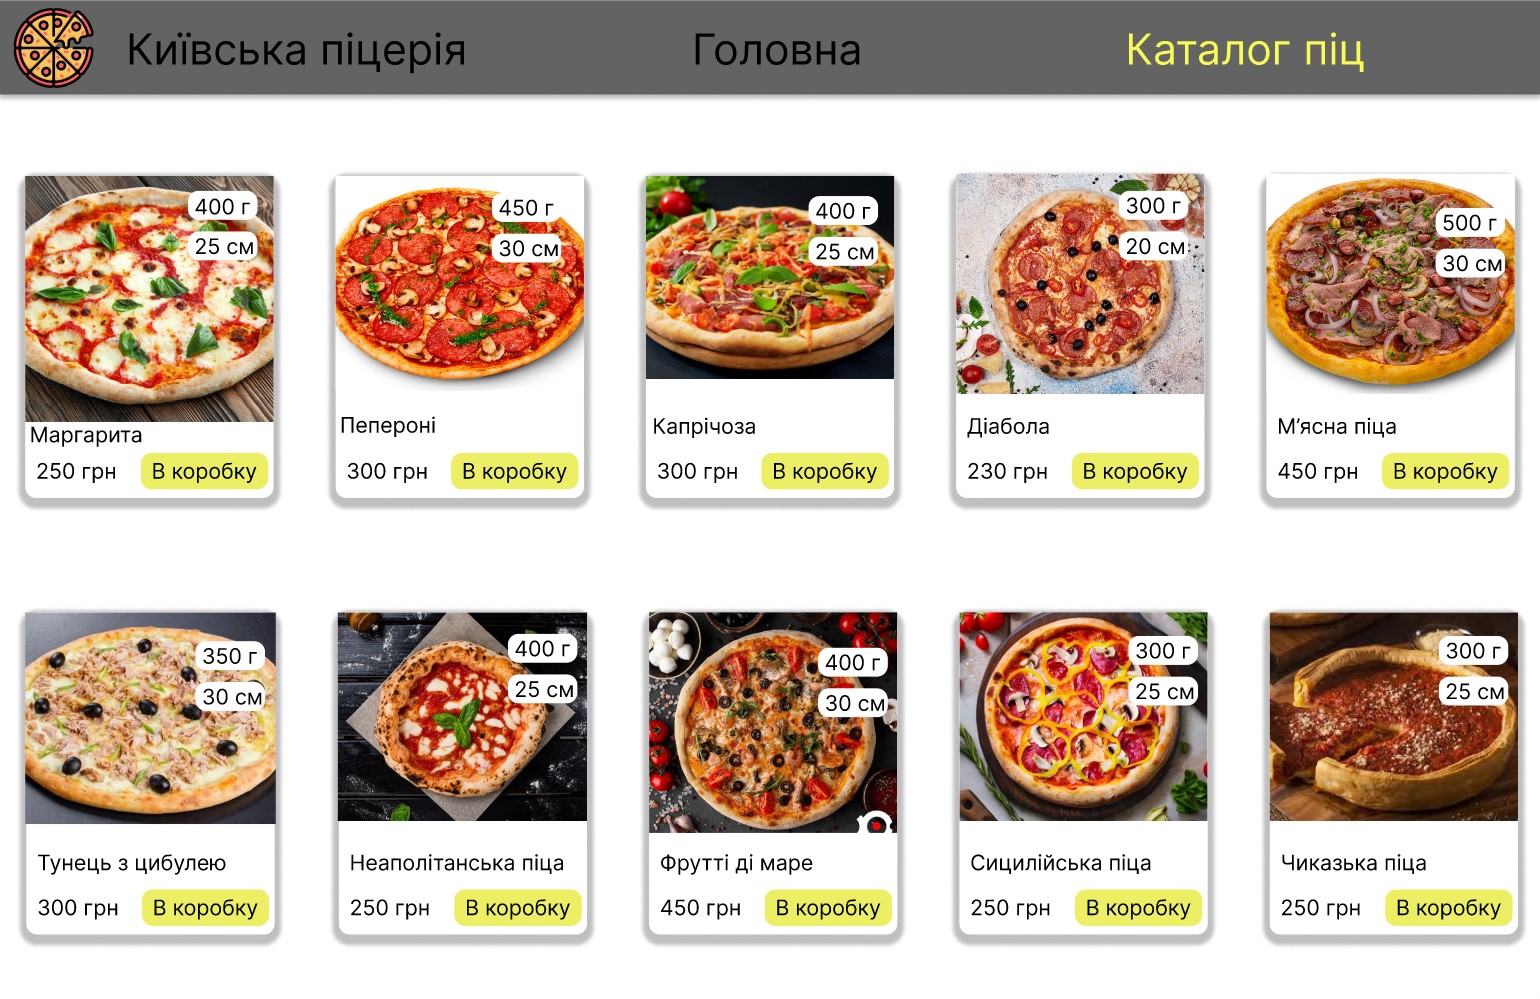 Київська піцерія
Головна
Каталог піц
400 г
25 см
Маргарита
250 грн
В коробку
450 г
30 см
Пепероні
300 грн
В коробку
400 г
25 см
Капрічоза
300 грн
В коробку
300 г
20 см
Діабола
230 грн
В коробку
500 г
30 см
М’ясна піца
450 грн
В коробку
350 г
30 см
Тунець з цибулею
300 грн
В коробку
400 г
25 см
Неаполітанська піца
250 грн
В коробку
400 г
30 см
Фрутті ді маре
450 грн
В коробку
300 г
25 см
Сицилійська піца
250 грн
В коробку
300 г
25 см
Чиказька піца
250 грн
В коробку